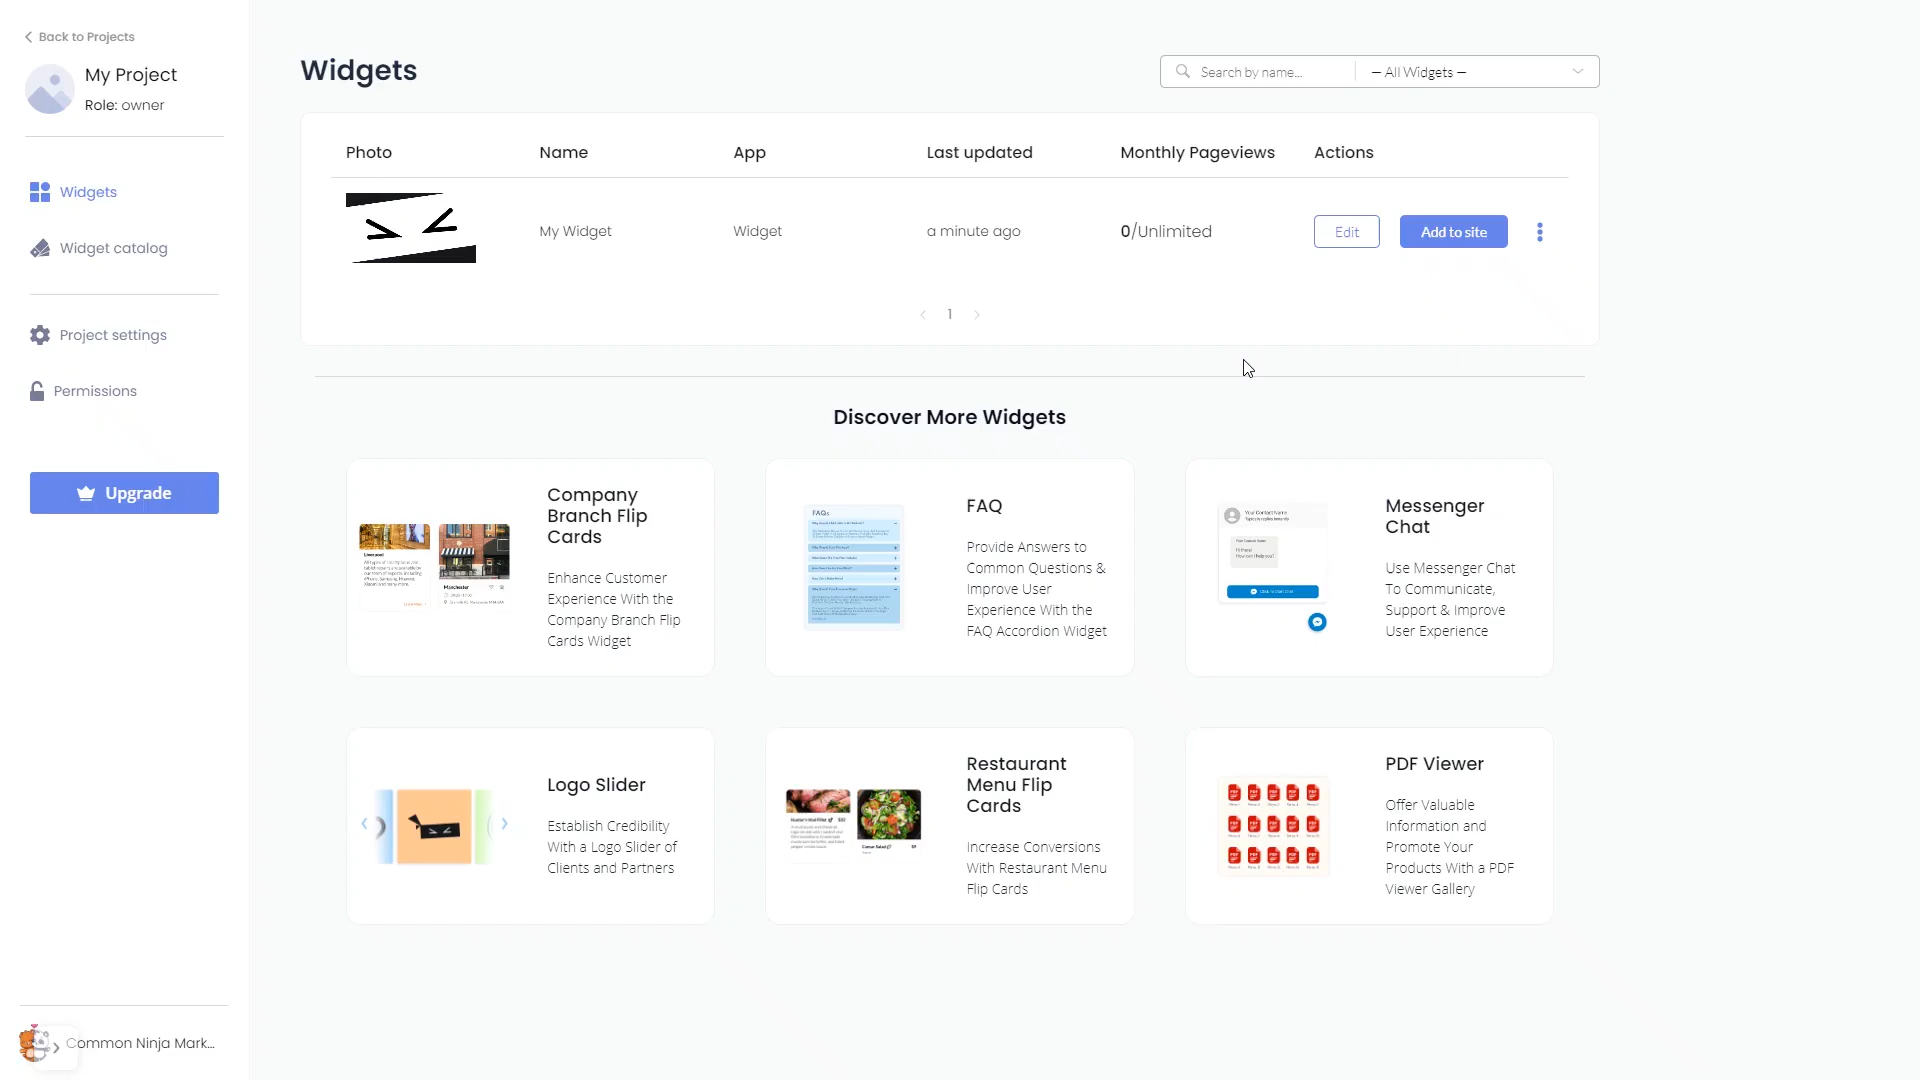 Back to Projects
My Project
Role: owner
Widgets
Widget catalog
Project settings
Permissions
Upgrade
Common Ninja Mark...
Widgets
Search by name...
— All Widgets —
Photo Name App Last updated Monthly Pageviews Actions
My Widget Widget a minute ago 0/Unlimited Edit Add to site
1
Discover More Widgets
Company
Branch Flip
Cards
Enhance Customer
Experience With the
Company Branch Flip
Cards Widget
Liverpool
Manchester
FAQs
FAQ
Provide Answers to
Common Questions &
Improve User
Experience With the
FAQ Accordion Widget
Your Contact Name
Messenger
Chat
Use Messenger Chat
To Communicate,
Support & Improve
User Experience
Logo Slider
Establish Credibility
With a Logo Slider of
Clients and Partners
Restaurant
Menu Flip
Cards
Increase Conversions
With Restaurant Menu
Flip Cards
PDF Viewer
Offer Valuable
Information and
Promote Your
Products With a PDF
Viewer Gallery